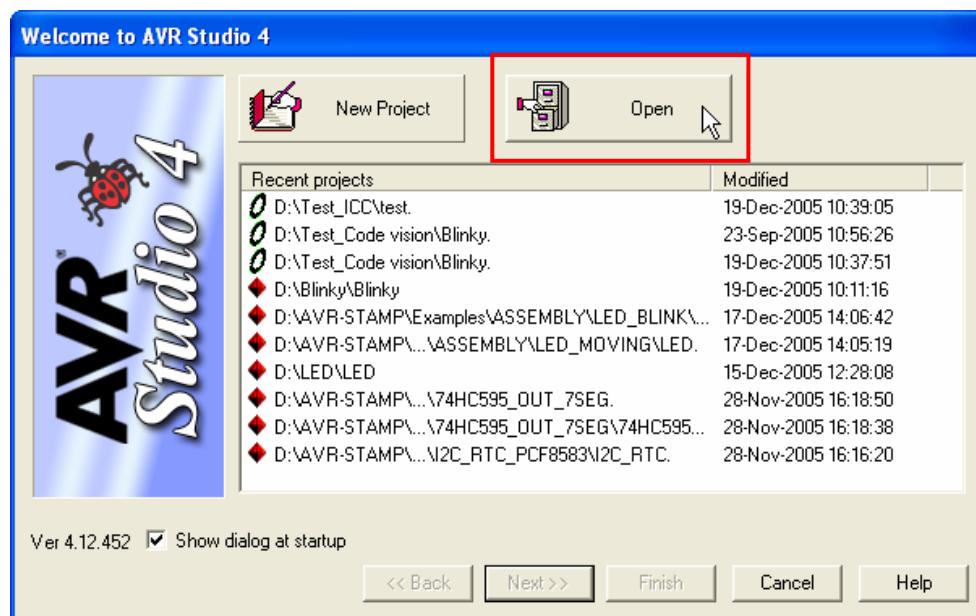 Welcome to AVR Studio 4
New Project
Open
AVR
Studio 4
Recent projects Modified
D:\Test_ICC\test. 19-Dec-2005 10:39:05
D:\Test_Code vision\Blinky. 23-Sep-2005 10:56:26
D:\Test_Code vision\Blinky. 19-Dec-2005 10:37:51
D:\Blinky\Blinky 19-Dec-2005 10:11:16
D:\AVR-STAMP\Examples\ASSEMBLY\LED_BLINK\... 17-Dec-2005 14:06:42
D:\AVR-STAMP\...\ASSEMBLY\LED_MOVING\LED. 17-Dec-2005 14:05:19
D:\LED\LED 15-Dec-2005 12:28:08
D:\AVR-STAMP\...\74HC595_OUT_7SEG. 28-Nov-2005 16:18:50
D:\AVR-STAMP\...\74HC595_OUT_7SEG\74HC595... 28-Nov-2005 16:18:38
D:\AVR-STAMP\...\I2C_RTC_PCF8583\I2C_RTC. 28-Nov-2005 16:16:20
Ver 4.12.452 Show dialog at startup
<< Back Next >> Finish Cancel Help